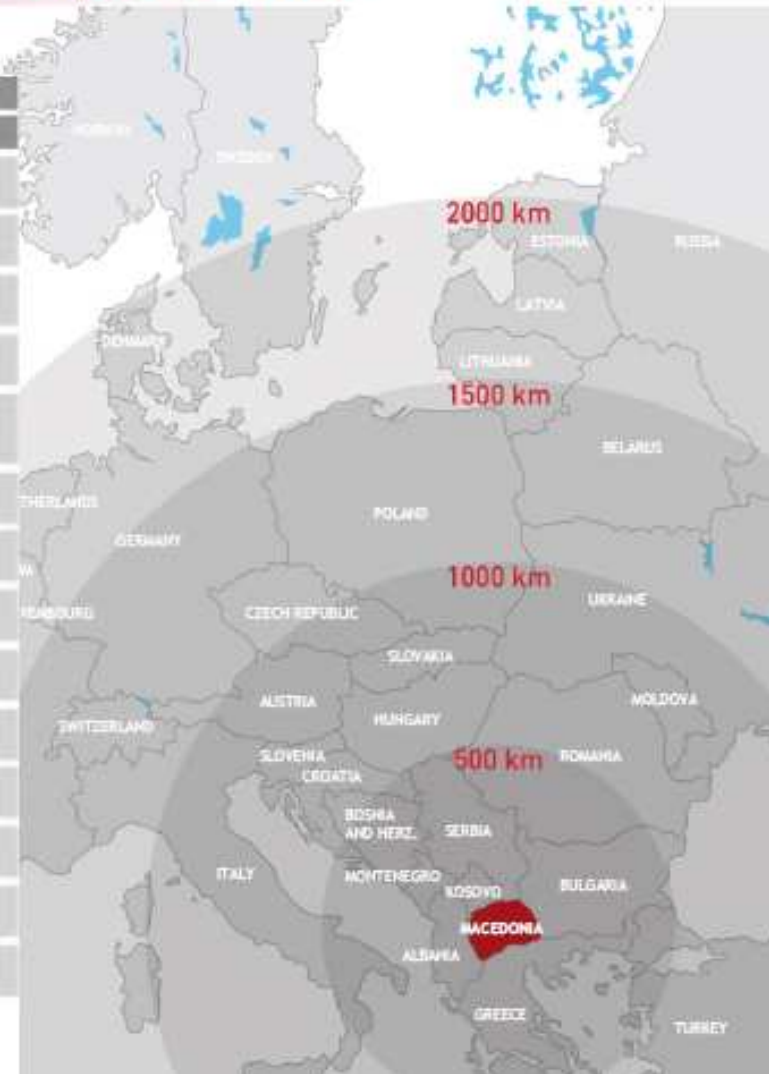 NORWAY
SWEDEN
2000 km
ESTONIA
RUSSIA
LATVIA
DENMARK
LITHUANIA
1500 km
BELARUS
THERLANDS
POLAND
GERMANY
1000 km
UKRAINE
CZECH REPUBLIC
SLOVAKIA
AUSTRIA
MOLDOVA
HUNGARY
SWITZERLAND
SLOVENIA
500 km
ROMANIA
CROATIA
BOSNIA
AND HERZ.
SERBIA
ITALY
MONTENEGRO
KOSOVO
BULGARIA
MACEDONIA
ALBANIA
GREECE
TURKEY